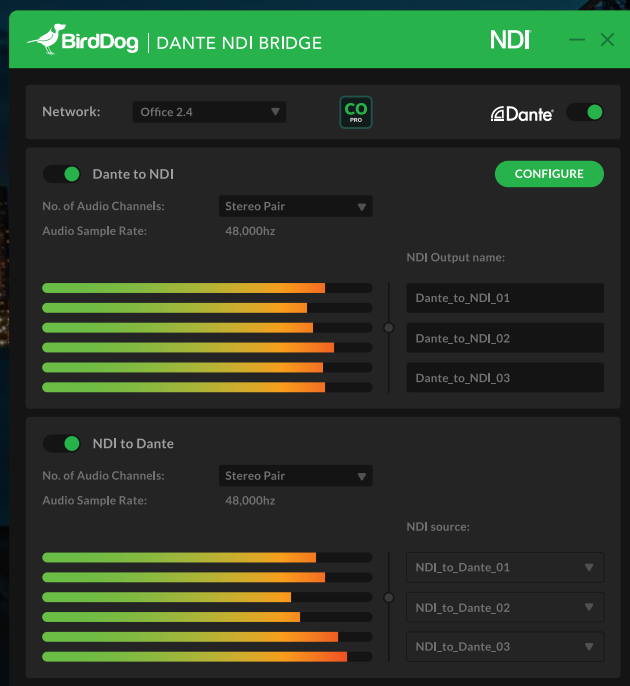 BirdDog | DANTE NDI BRIDGE NDI
Network: Office 2.4 CO PRO Dante
Dante to NDI CONFIGURE
No. of Audio Channels: Stereo Pair
Audio Sample Rate: 48,000hz
NDI Output name:
Dante_to_NDI_01
Dante_to_NDI_02
Dante_to_NDI_03
NDI to Dante
No. of Audio Channels: Stereo Pair
Audio Sample Rate: 48,000hz
NDI source:
NDI_to_Dante_01
NDI_to_Dante_02
NDI_to_Dante_03